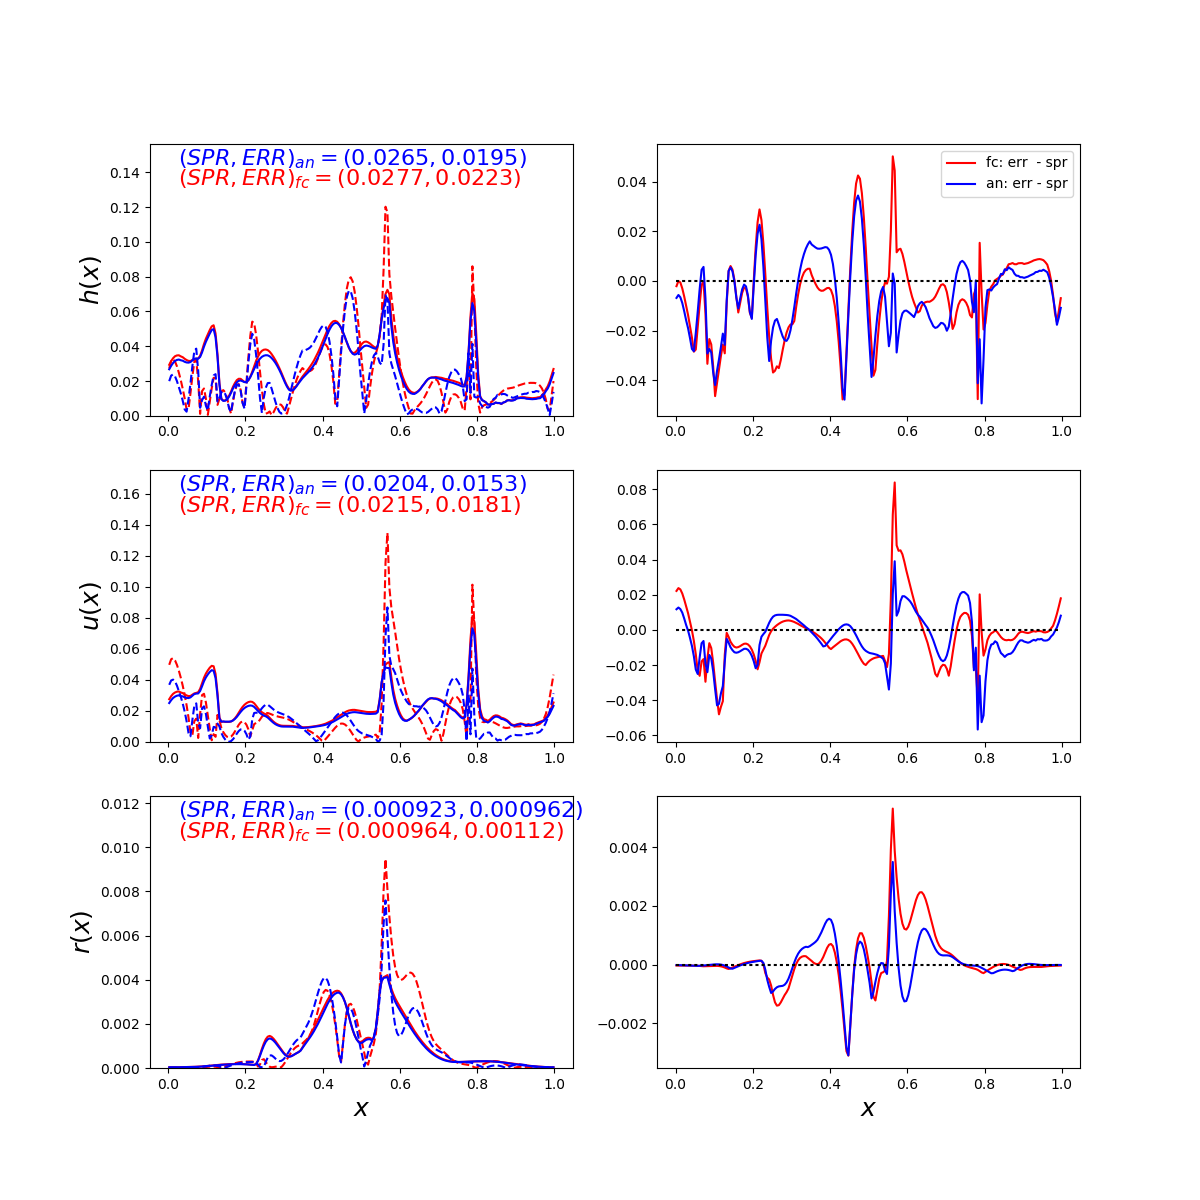 (SPR, ERR)an = (0.0265, 0.0195)
(SPR, ERR)fc = (0.0277, 0.0223)
h(x)
0.14
0.12
0.10
0.08
0.06
0.04
0.02
0.00
0.0 0.2 0.4 0.6 0.8 1.0
fc: err - spr
an: err - spr
0.04
0.02
0.00
−0.02
−0.04
0.0 0.2 0.4 0.6 0.8 1.0
(SPR, ERR)an = (0.0204, 0.0153)
(SPR, ERR)fc = (0.0215, 0.0181)
u(x)
0.16
0.14
0.12
0.10
0.08
0.06
0.04
0.02
0.00
0.0 0.2 0.4 0.6 0.8 1.0
0.08
0.06
0.04
0.02
0.00
−0.02
−0.04
−0.06
0.0 0.2 0.4 0.6 0.8 1.0
(SPR, ERR)an = (0.000923, 0.000962)
(SPR, ERR)fc = (0.000964, 0.00112)
r(x)
0.012
0.010
0.008
0.006
0.004
0.002
0.000
0.0 0.2 0.4 0.6 0.8 1.0
x
0.004
0.002
0.000
−0.002
0.0 0.2 0.4 0.6 0.8 1.0
x